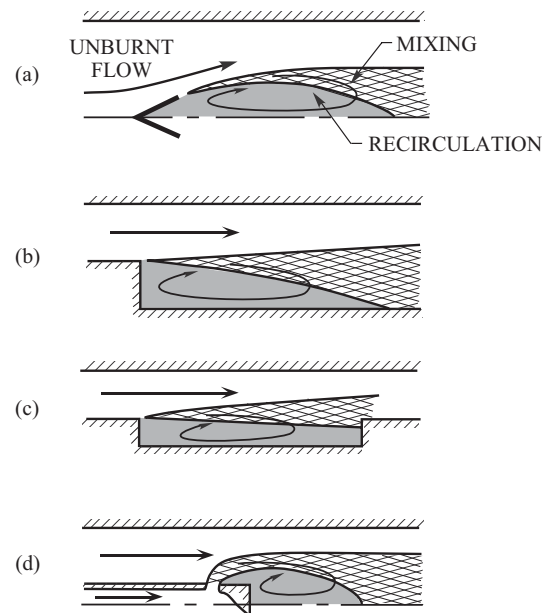 UNBURNT
FLOW
MIXING
(a)
RECIRCULATION
(b)
(c)
(d)